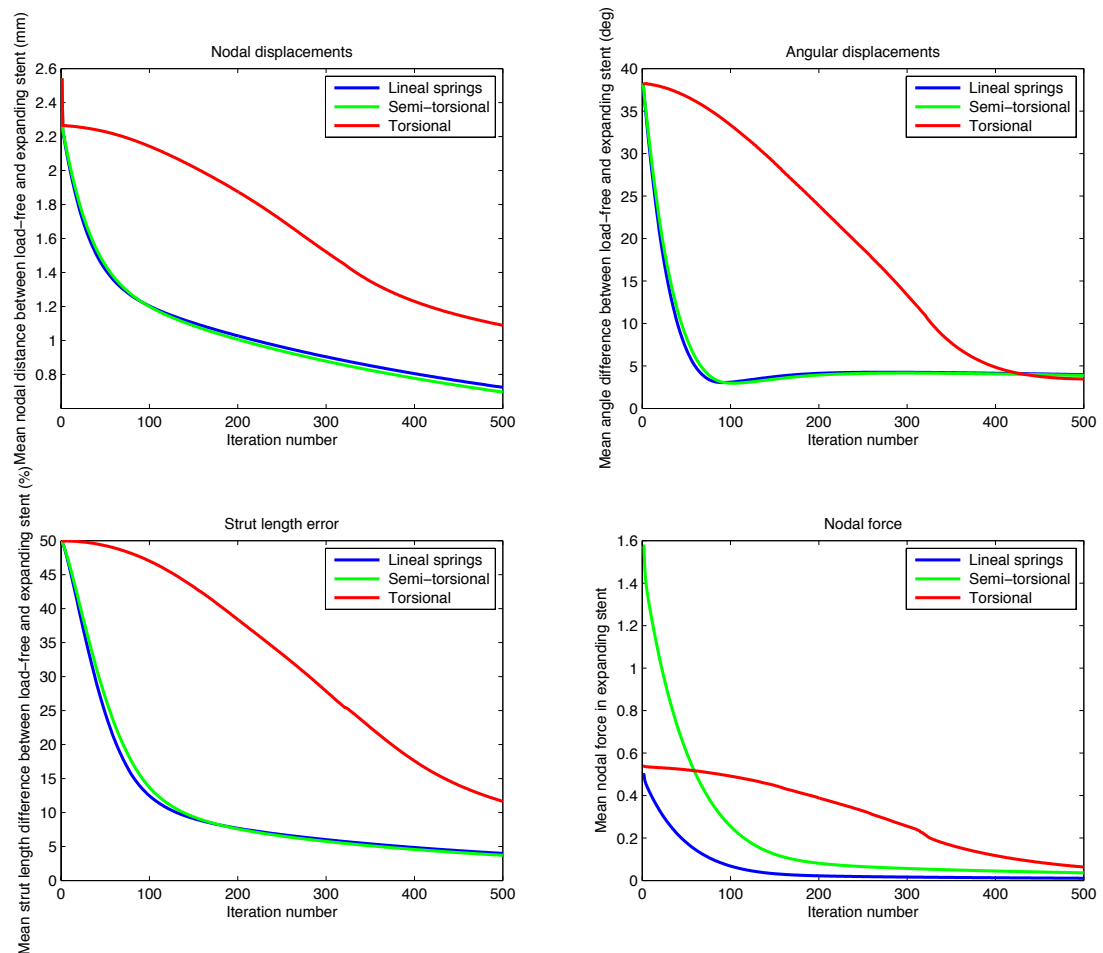 Nodal displacements
Mean nodal distance between load−free and expanding stent (mm)
2.6
2.4
2.2
2
1.8
1.6
1.4
1.2
1
0.8
0 100 200 300 400 500
Iteration number
Lineal springs
Semi−torsional
Torsional
Angular displacements
Mean angle difference between load−free and expanding stent (deg)
40
35
30
25
20
15
10
5
0
0 100 200 300 400 500
Iteration number
Lineal springs
Semi−torsional
Torsional
Strut length error
Mean strut length difference between load−free and expanding stent (%)
50
45
40
35
30
25
20
15
10
5
0
0 100 200 300 400 500
Iteration number
Lineal springs
Semi−torsional
Torsional
Nodal force
Mean nodal force in expanding stent
1.6
1.4
1.2
1
0.8
0.6
0.4
0.2
0
0 100 200 300 400 500
Iteration number
Lineal springs
Semi−torsional
Torsional